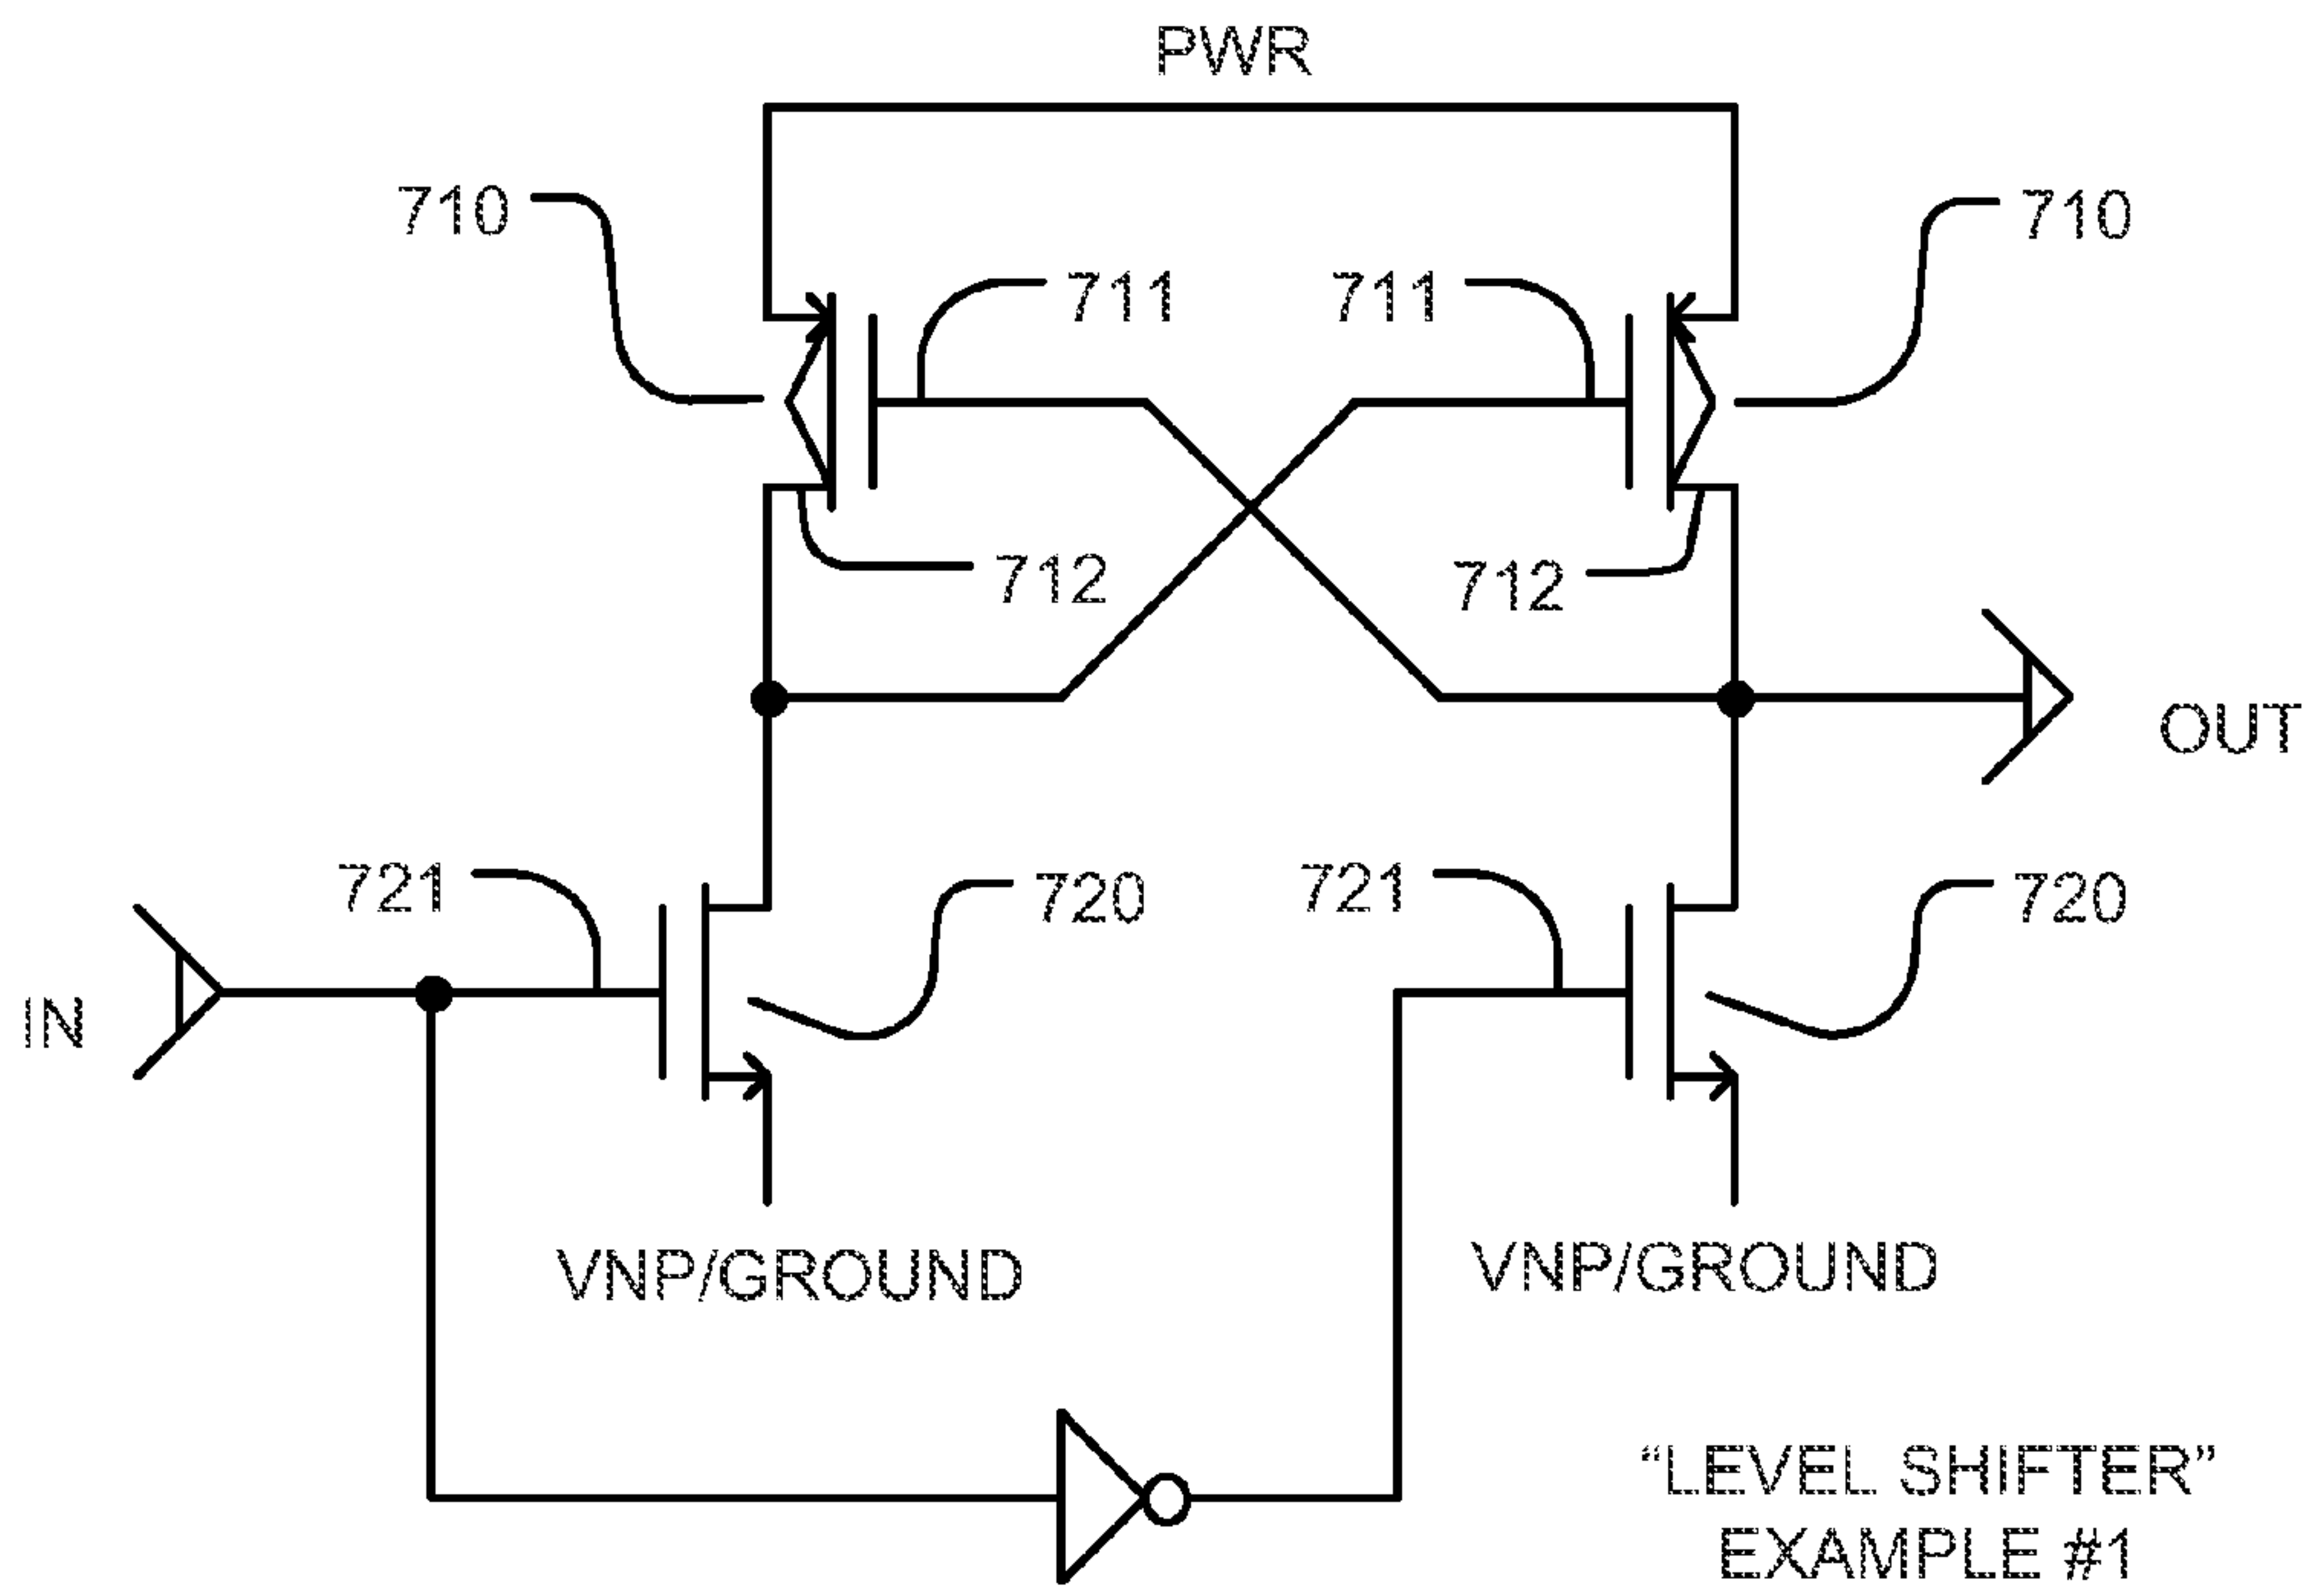 PWR
710
710
711
711
712
712
OUT
721
720
721
720
IN
VNP/GROUND
VNP/GROUND
“LEVEL SHIFTER”
EXAMPLE #1